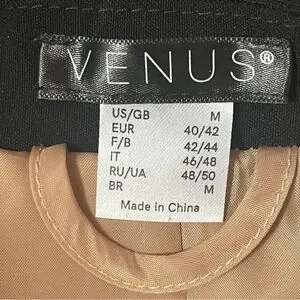 VENUS®
US/GB M
EUR 40/42
F/B 42/44
IT 46/48
RU/UA 48/50
BR M
Made in China